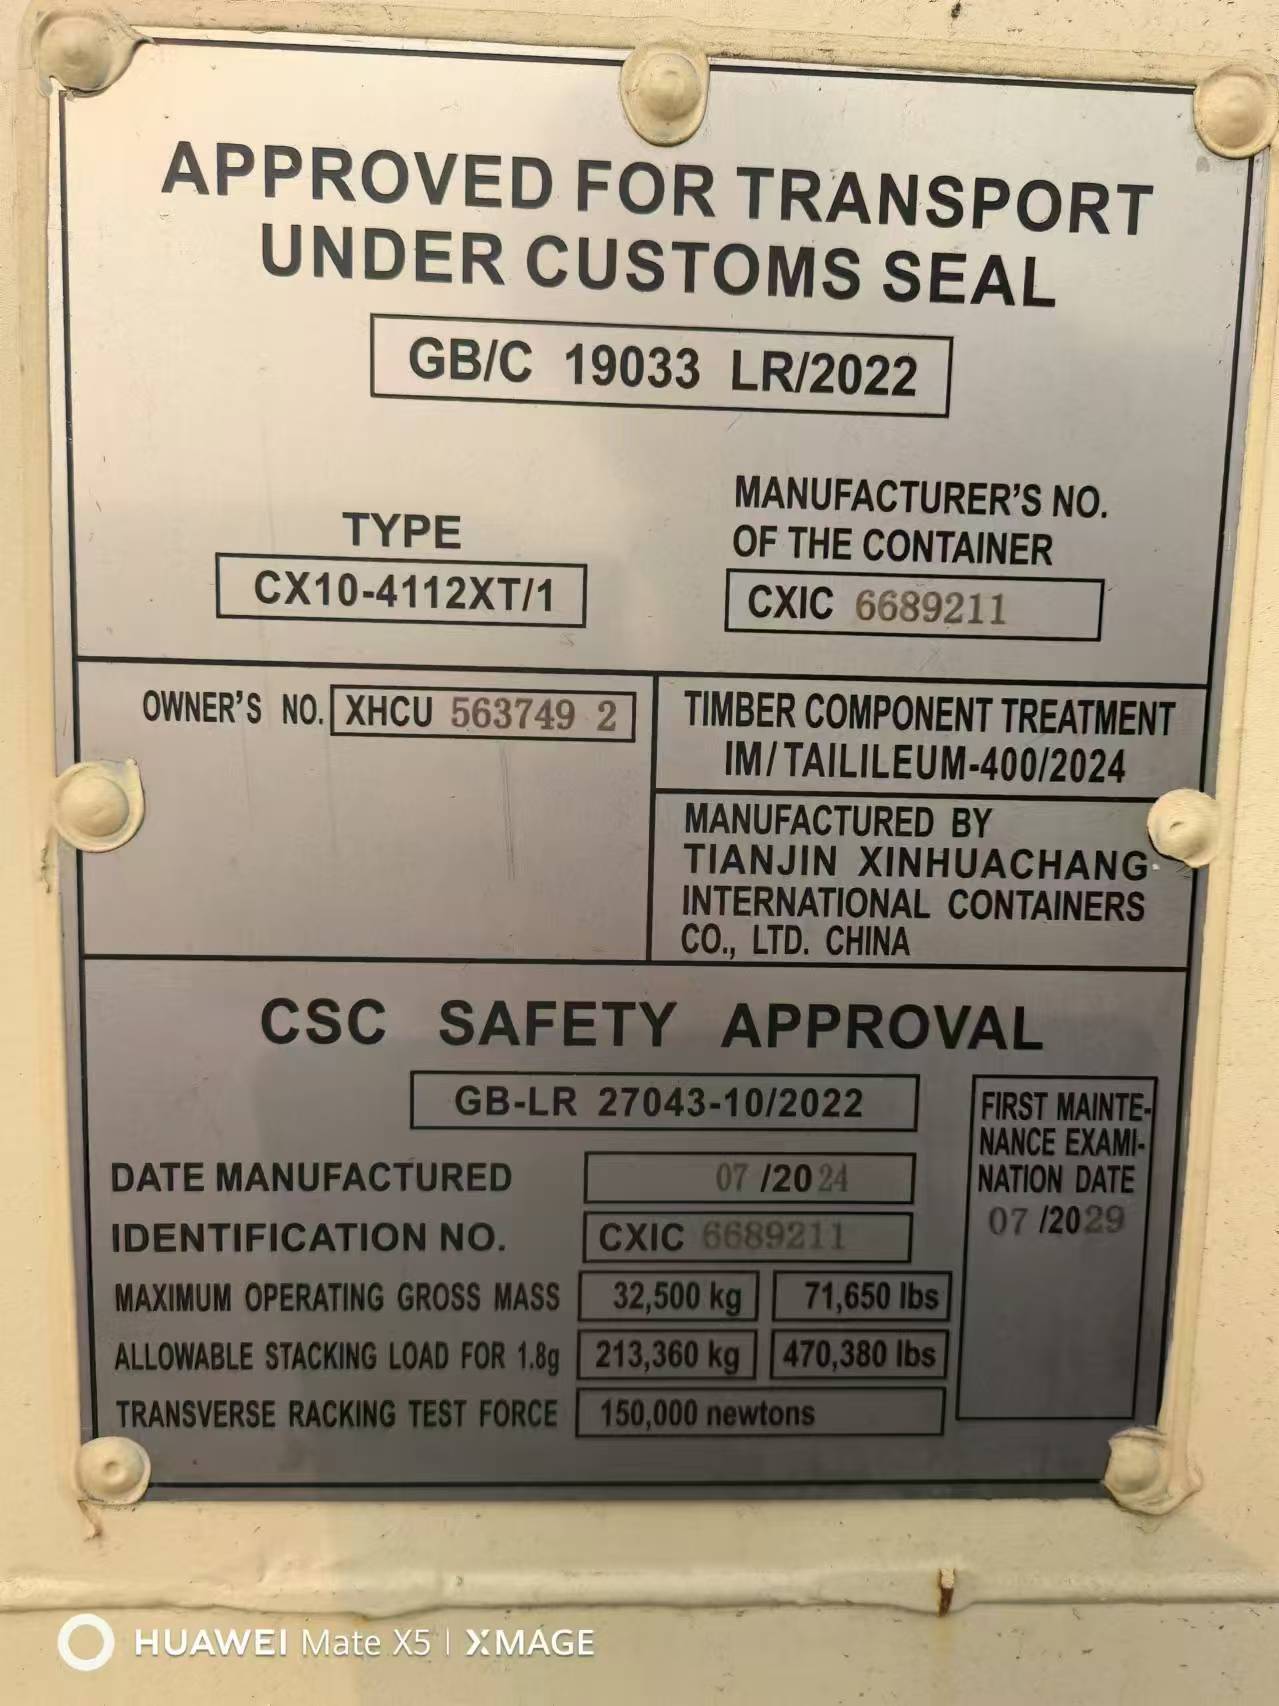 APPROVED FOR TRANSPORT
UNDER CUSTOMS SEAL
GB/C 19033 LR/2022
TYPE
CX10-4112XT/1
MANUFACTURER'S NO.
OF THE CONTAINER
CXIC 6689211
OWNER'S NO. XHCU 563749 2
TIMBER COMPONENT TREATMENT
IM/TAILILEUM-400/2024
MANUFACTURED BY
TIANJIN XINHUACHANG
INTERNATIONAL CONTAINERS
CO., LTD. CHINA
CSC SAFETY APPROVAL
GB-LR 27043-10/2022
DATE MANUFACTURED 07 /2024
IDENTIFICATION NO. CXIC 6689211
MAXIMUM OPERATING GROSS MASS 32,500 kg 71,650 lbs
ALLOWABLE STACKING LOAD FOR 1.8g 213,360 kg 470,380 lbs
TRANSVERSE RACKING TEST FORCE 150,000 newtons
FIRST MAINTE-
NANCE EXAMI-
NATION DATE
07 /2029
HUAWEI Mate X5 | XMAGE